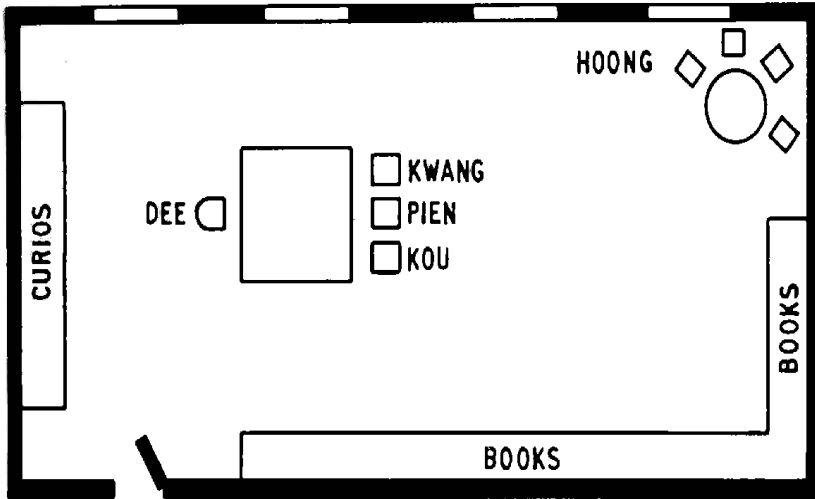 HOONG
KWANG
DEE
PIEN
KOU
CURIOS
BOOKS
BOOKS